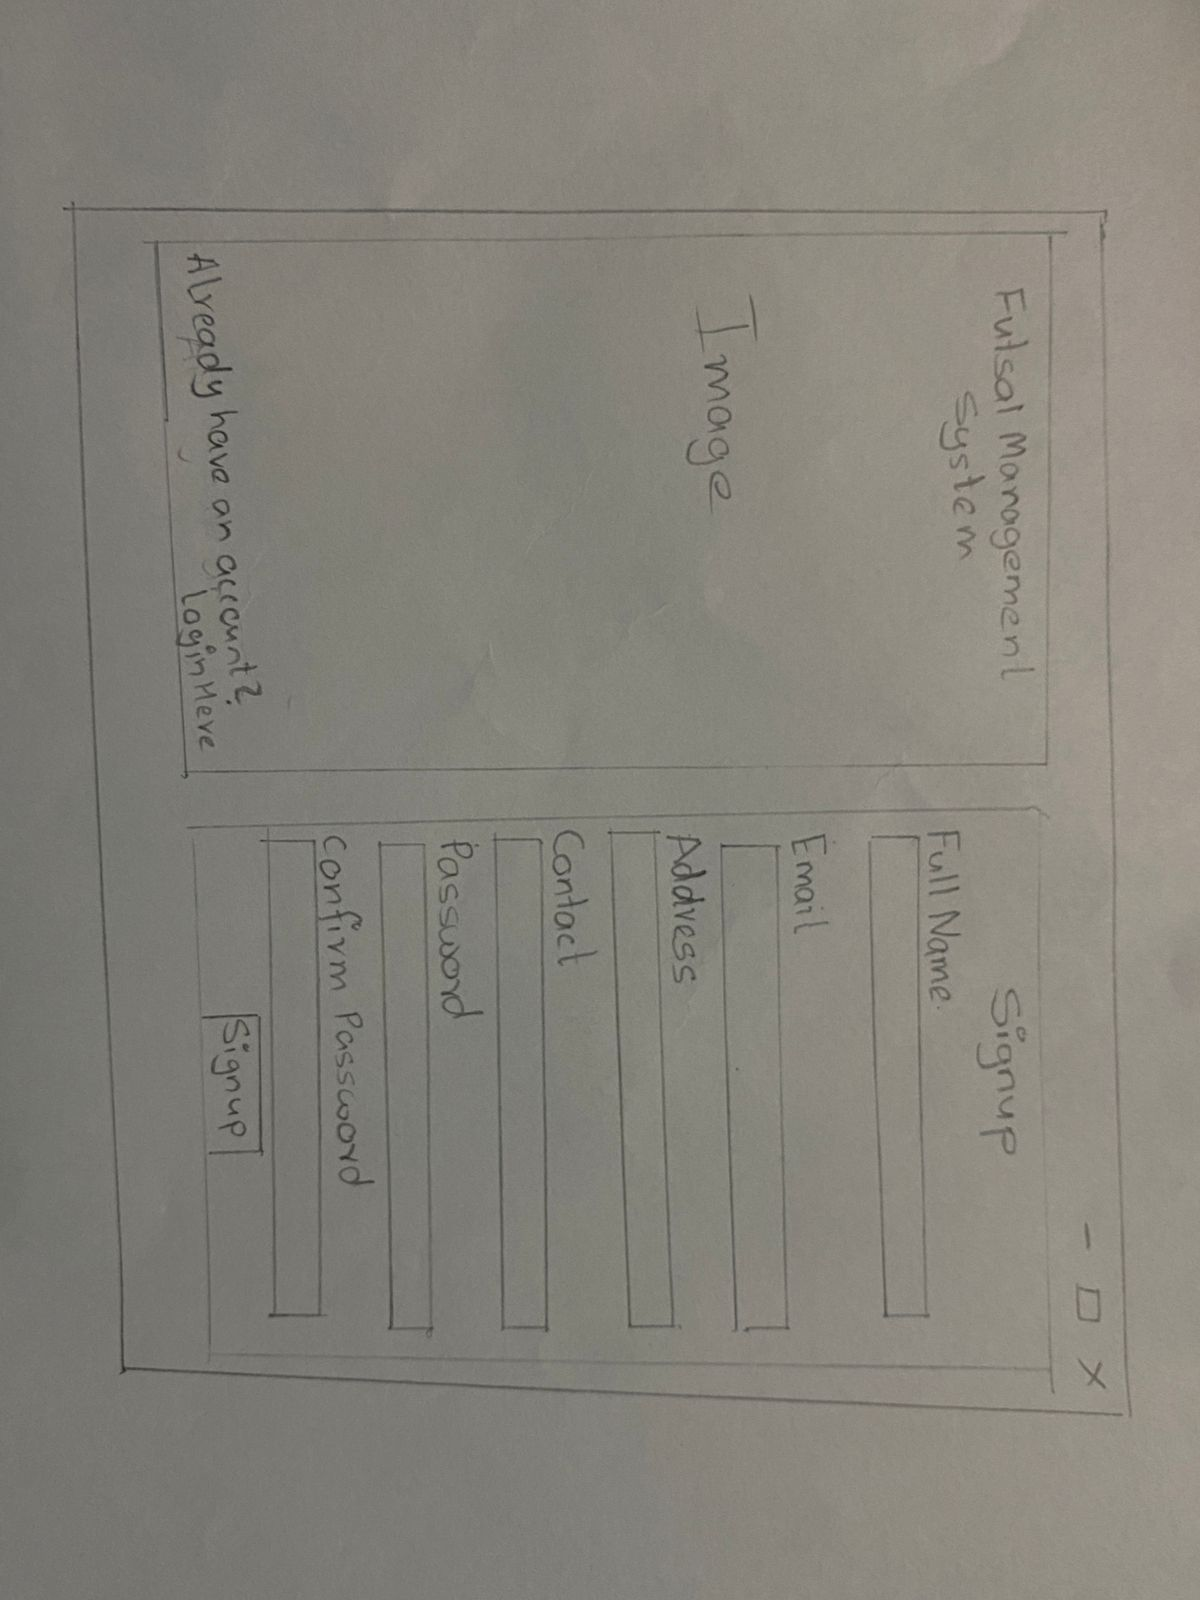 Futsal Management
System
Image
Already have an account?
Login Here
- □ X
Signup
Full Name.
Email
Address
Contact
Password
Confirm Password
Signup